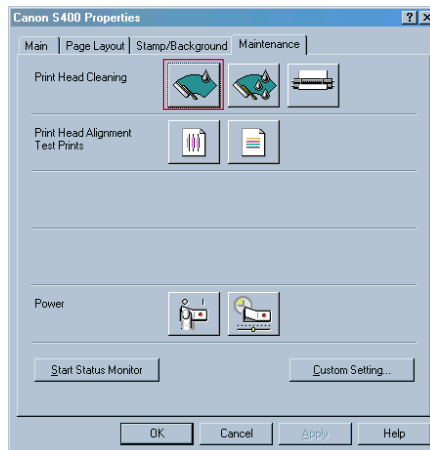 Canon S400 Properties
Main Page Layout Stamp/Background Maintenance
Print Head Cleaning
Print Head Alignment
Test Prints
Power
Start Status Monitor Custom Setting...
OK Cancel Apply Help